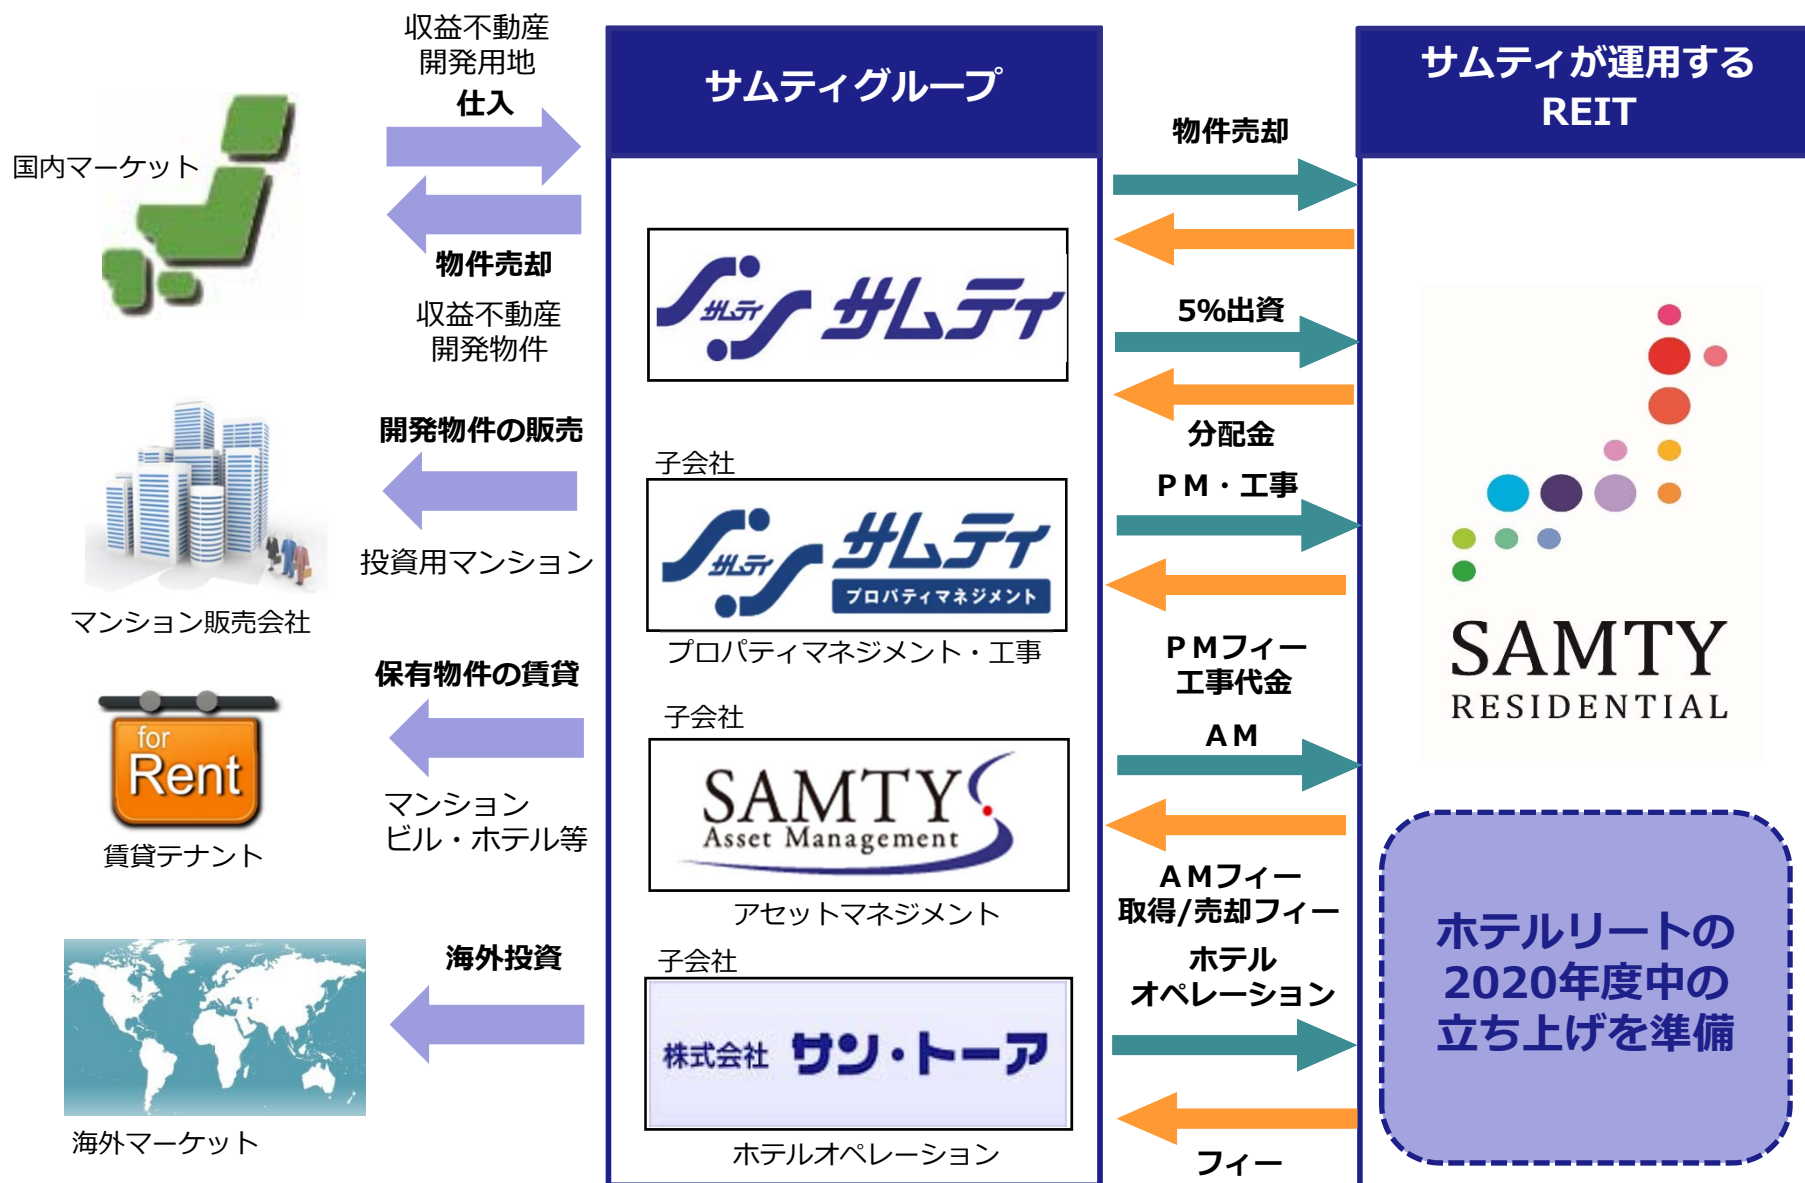 収益不動産
開発用地
仕入
国内マーケット
物件売却
収益不動産
開発物件
開発物件の販売
投資用マンション
マンション販売会社
保有物件の賃貸
for
Rent
マンション
ビル・ホテル等
賃貸テナント
海外投資
海外マーケット
サムティグループ
サムティ
サムティ
子会社
サムティ
サムティ
プロパティマネジメント
プロパティマネジメント・工事
子会社
SAMTY
Asset Management
アセットマネジメント
子会社
株式会社 サン・トーア
ホテルオペレーション
物件売却
5%出資
分配金
ＰＭ・工事
ＰＭフィー
工事代金
ＡＭ
ＡＭフィー
取得/売却フィー
ホテル
オペレーション
フィー
サムティが運用する
REIT
SAMTY
RESIDENTIAL
ホテルリートの
2020年度中の
立ち上げを準備